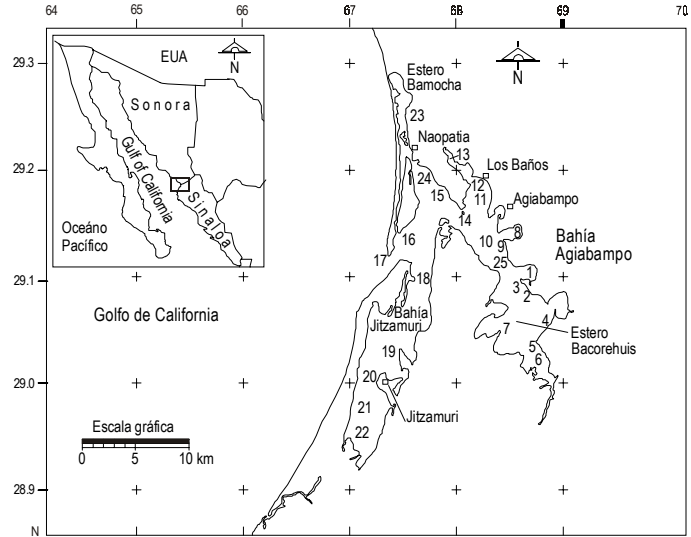 64 65 66 67 68 69 70
29.3
29.2
29.1
29.0
28.9
N
EUA
N
Sonora
Gulf of California
Sinaloa
Oceáno
Pacífico
N
Estero
Bamocha
23
Naopatia
13
Los Baños
24
12
15
11
Agiabampo
14
8
16
10
9
Bahía
Agiabampo
17
25
18
1
3
2
Golfo de California
Bahía
Jitzamuri
4
7
Estero
Bacorehuis
19
5
6
20
21
Jitzamuri
22
Escala gráfica
0 5 10 km